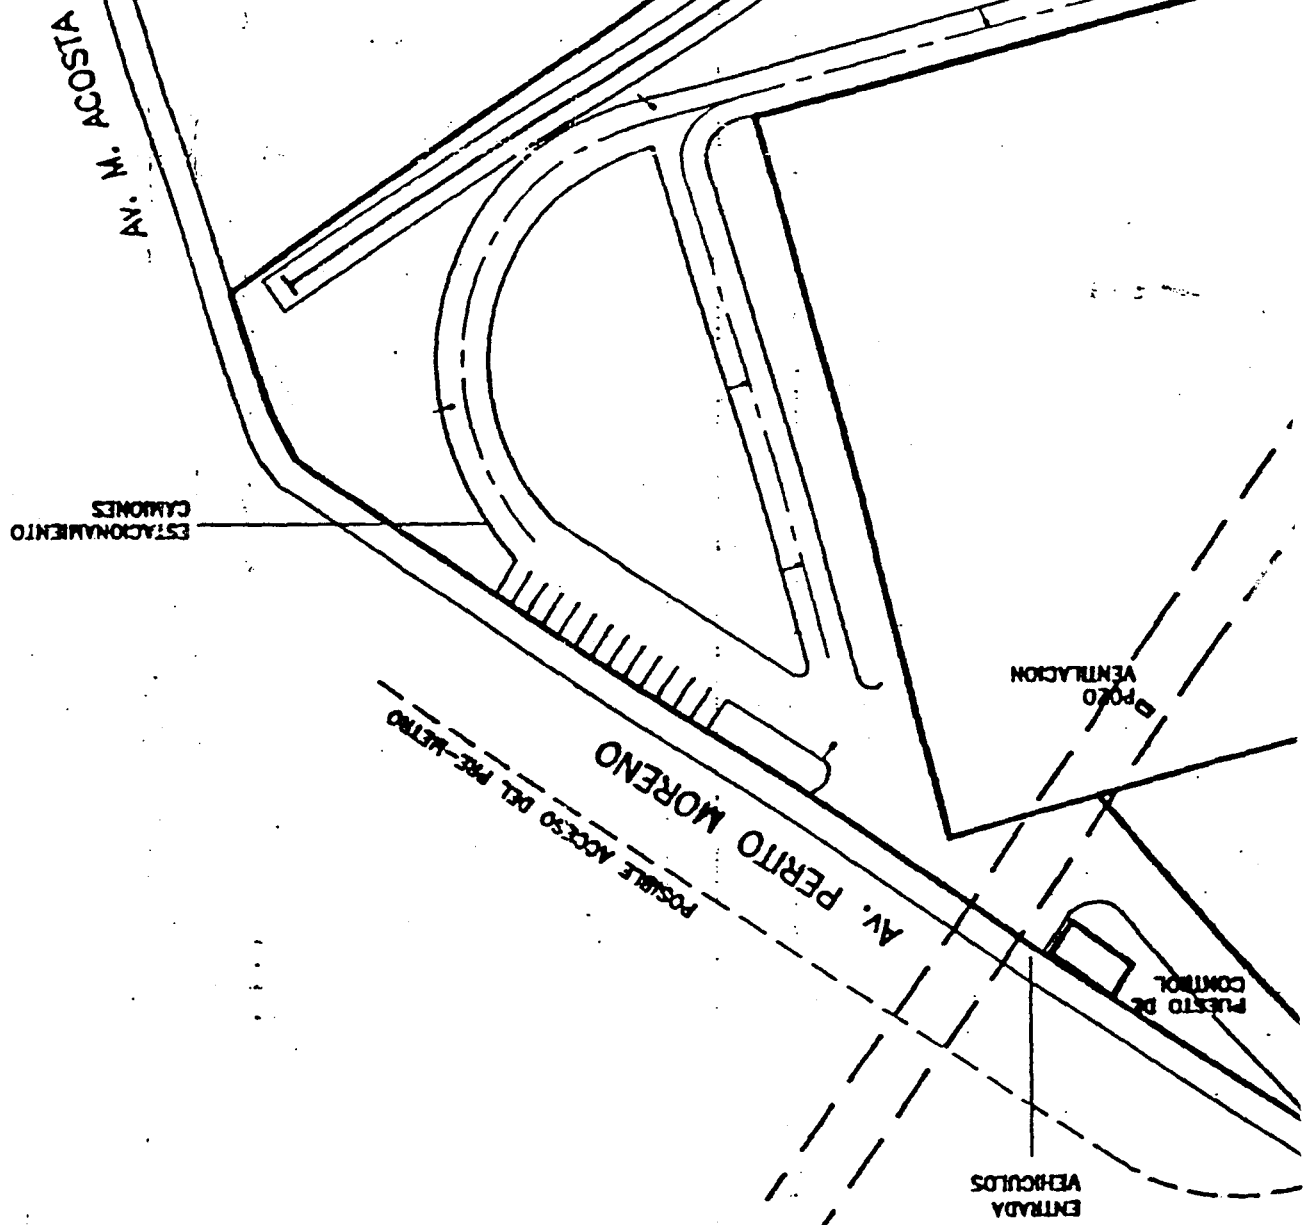 AV. M. ACOSTA
ESTACIONAMIENTO
CAMIONES
POZO
VENTILACION
AV. PERITO MORENO
POSIBLE ACCESO DEL PRE-METRO
PUESTO DE
CONTROL
ENTRADA
VEHICULOS